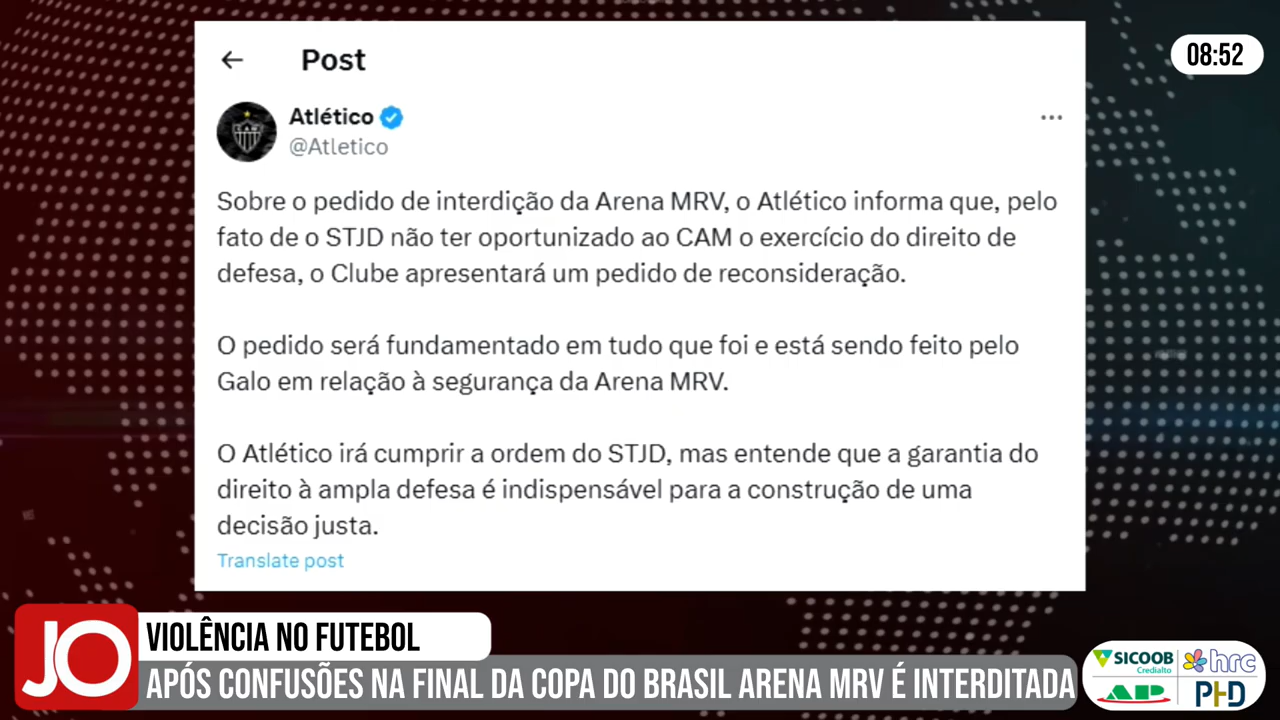 Post
08:52
Atlético
@Atletico
Sobre o pedido de interdição da Arena MRV, o Atlético informa que, pelo
fato de o STJD não ter oportunizado ao CAM o exercício do direito de
defesa, o Clube apresentará um pedido de reconsideração.
O pedido será fundamentado em tudo que foi e está sendo feito pelo
Galo em relação à segurança da Arena MRV.
O Atlético irá cumprir a ordem do STJD, mas entende que a garantia do
direito à ampla defesa é indispensável para a construção de uma
decisão justa.
Translate post
JO
VIOLÊNCIA NO FUTEBOL
APÓS CONFUSÕES NA FINAL DA COPA DO BRASIL ARENA MRV É INTERDITADA
SICOOB
Credialto
hrc
AP
PHD